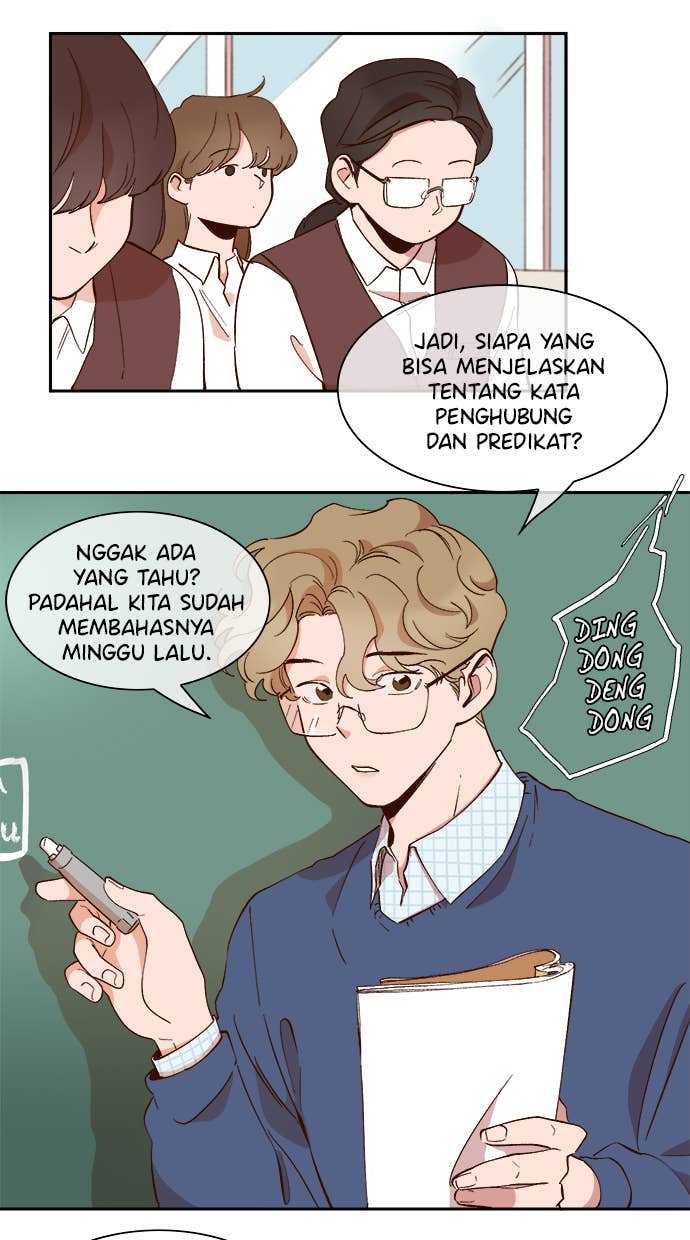 JADI, SIAPA YANG
BISA MENJELASKAN
TENTANG KATA
PENGHUBUNG
DAN PREDIKAT?
NGGAK ADA
YANG TAHU?
PADAHAL KITA SUDAH
MEMBAHASNYA
MINGGU LALU.
DING
DONG
DENG
DONG
u